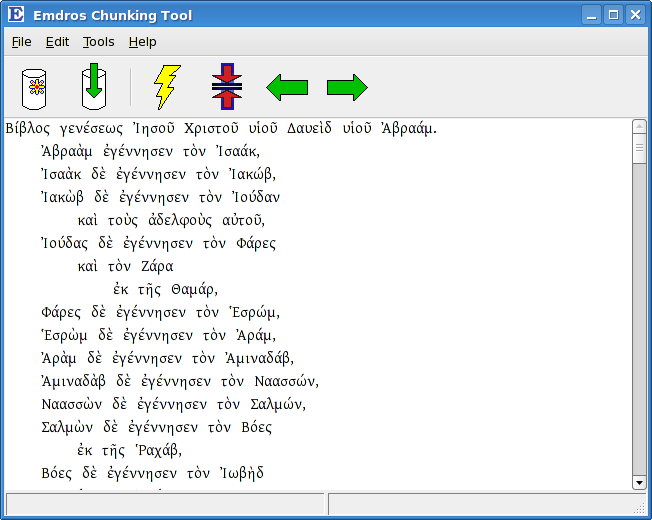 E Emdros Chunking Tool
File Edit Tools Help
Βίβλος γενέσεως Ἰησοῦ Χριστοῦ υἱοῦ Δαυεὶδ υἱοῦ Ἀβραάμ.
Ἀβραὰμ ἐγέννησεν τὸν Ἰσαάκ,
Ἰσαὰκ δὲ ἐγέννησεν τὸν Ἰακώβ,
Ἰακὼβ δὲ ἐγέννησεν τὸν Ἰούδαν
καὶ τοὺς ἀδελφοὺς αὐτοῦ,
Ἰούδας δὲ ἐγέννησεν τὸν Φάρες
καὶ τὸν Ζάρα
ἐκ τῆς Θαμάρ,
Φάρες δὲ ἐγέννησεν τὸν Ἑσρώμ,
Ἑσρὼμ δὲ ἐγέννησεν τὸν Ἀράμ,
Ἀρὰμ δὲ ἐγέννησεν τὸν Ἀμιναδάβ,
Ἀμιναδὰβ δὲ ἐγέννησεν τὸν Ναασσών,
Ναασσὼν δὲ ἐγέννησεν τὸν Σαλμών,
Σαλμὼν δὲ ἐγέννησεν τὸν Βόες
ἐκ τῆς Ῥαχάβ,
Βόες δὲ ἐγέννησεν τὸν Ἰωβὴδ